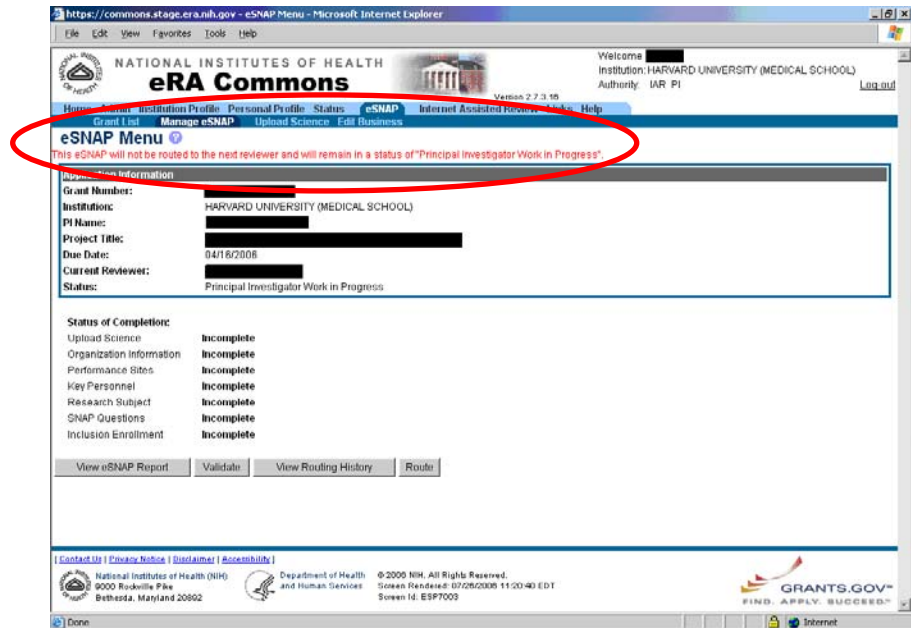 https://commons.stage.era.nih.gov - eSNAP Menu - Microsoft Internet Explorer
File Edit View Favorites Tools Help
NATIONAL INSTITUTES OF HEALTH
eRA Commons
Version 2.7.3.16
Welcome
Institution: HARVARD UNIVERSITY (MEDICAL SCHOOL)
Authority: IAR PI
Log-out
Home Admin Institution Profile Personal Profile Status eSNAP Internet Assisted Review Links Help
Grant List Manage eSNAP Upload Science Edit Business
eSNAP Menu ?
This eSNAP will not be routed to the next reviewer and will remain in a status of "Principal Investigator Work in Progress".
Application Information
Grant Number:
Institution: HARVARD UNIVERSITY (MEDICAL SCHOOL)
PI Name:
Project Title:
Due Date: 04/16/2006
Current Reviewer:
Status: Principal Investigator Work in Progress
Status of Completion:
Upload Science Incomplete
Organization Information Incomplete
Performance Sites Incomplete
Key Personnel Incomplete
Research Subject Incomplete
SNAP Questions Incomplete
Inclusion Enrollment Incomplete
View eSNAP Report Validate View Routing History Route
[ Contact Us | Privacy Notice | Disclaimer | Accessibility ]
National Institutes of Health (NIH)
9000 Rockville Pike
Bethesda, Maryland 20892
Department of Health
and Human Services
© 2006 NIH. All Rights Reserved.
Screen Rendered: 07/26/2006 11:20:40 EDT
Screen Id: ESP7003
GRANTS.GOV℠
FIND. APPLY. SUCCEED.℠
Done
Internet